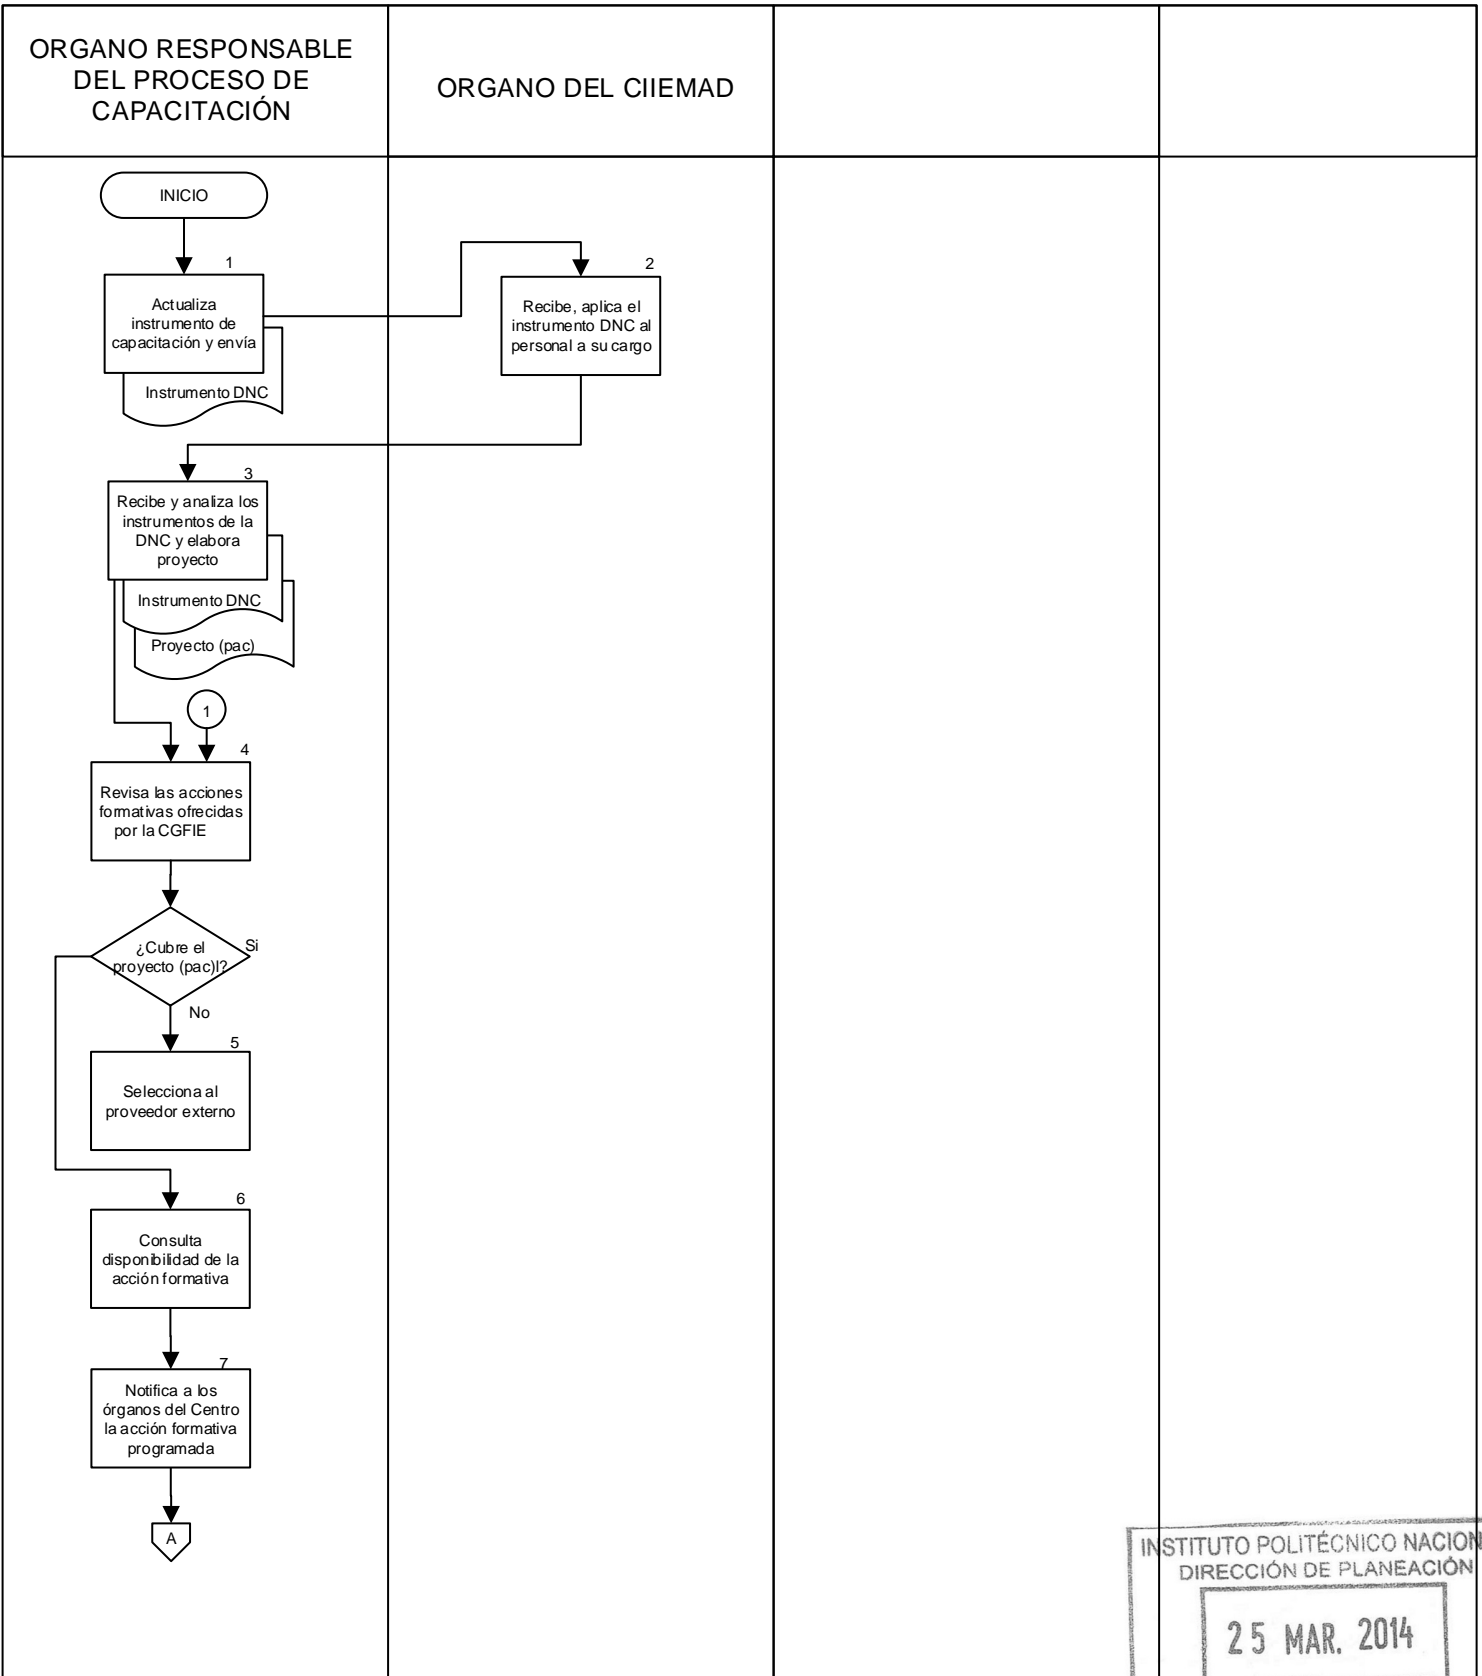 ORGANO RESPONSABLE
DEL PROCESO DE
CAPACITACIÓN
ORGANO DEL CIIEMAD
INICIO
1
Actualiza
instrumento de
capacitación y envía
Instrumento DNC
2
Recibe, aplica el
instrumento DNC al
personal a su cargo
3
Recibe y analiza los
instrumentos de la
DNC y elabora
proyecto
Instrumento DNC
Proyecto (pac)
1
4
Revisa las acciones
formativas ofrecidas
por la CGFIE
¿Cubre el
proyecto (pac)l?
Si
No
5
Selecciona al
proveedor externo
6
Consulta
disponibilidad de la
acción formativa
7
Notifica a los
órganos del Centro
la acción formativa
programada
A
INSTITUTO POLITÉCNICO NACION
DIRECCIÓN DE PLANEACIÓN
25 MAR. 2014